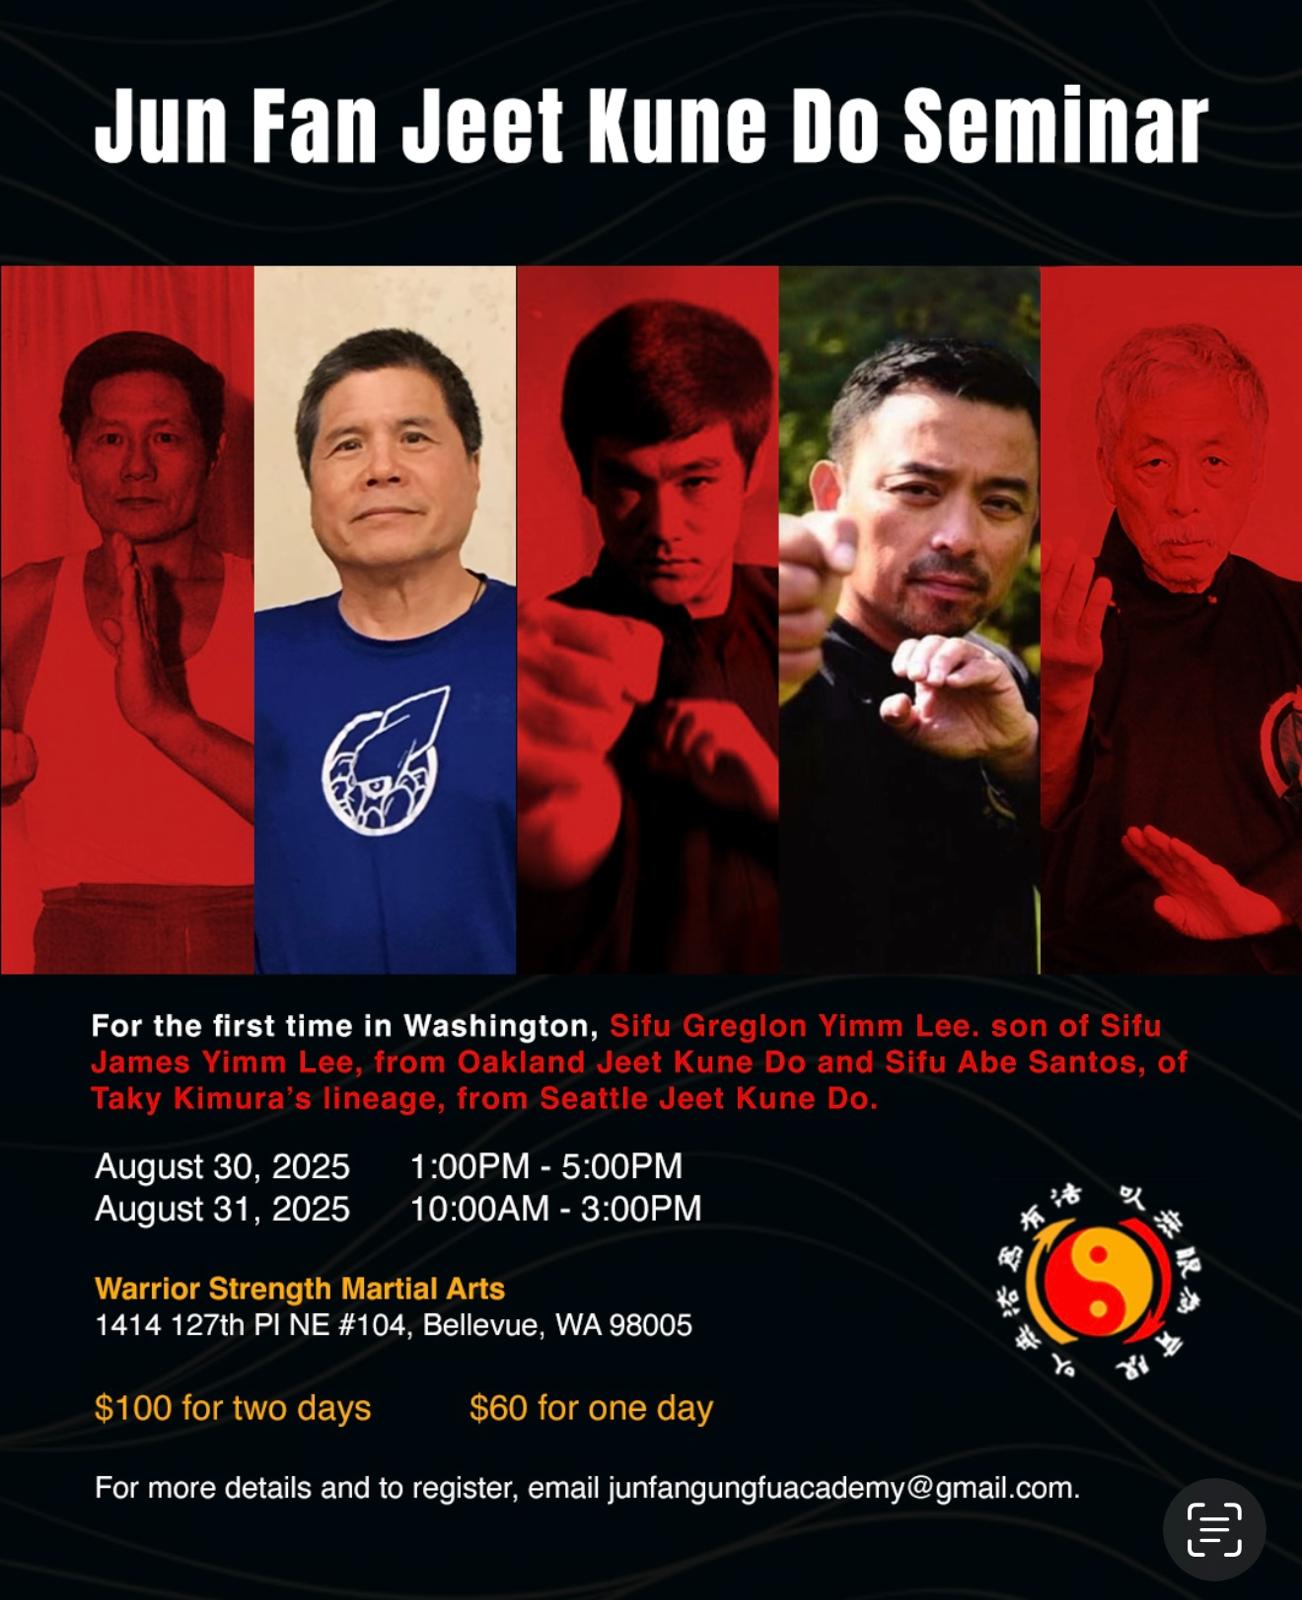 Jun Fan Jeet Kune Do Seminar
For the first time in Washington, Sifu Greglon Yimm Lee. son of Sifu
James Yimm Lee, from Oakland Jeet Kune Do and Sifu Abe Santos, of
Taky Kimura’s lineage, from Seattle Jeet Kune Do.
August 30, 2025 1:00PM - 5:00PM
August 31, 2025 10:00AM - 3:00PM
Warrior Strength Martial Arts
1414 127th Pl NE #104, Bellevue, WA 98005
$100 for two days $60 for one day
For more details and to register, email junfangungfuacademy@gmail.com.
以無限為有限
以無法為有法